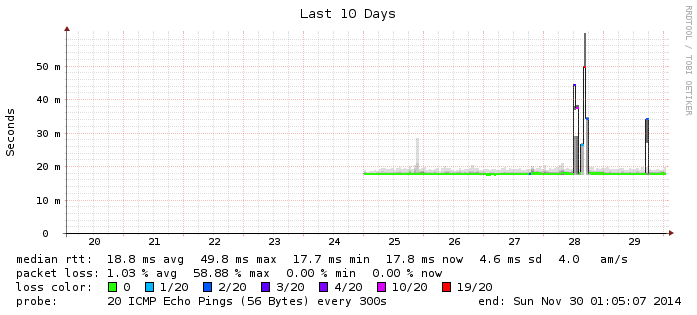 Last 10 Days
RRDTOOL / TOBI OETIKER
Seconds
50 m
40 m
30 m
20 m
10 m
0
20 21 22 23 24 25 26 27 28 29
median rtt: 18.8 ms avg 49.8 ms max 17.7 ms min 17.8 ms now 4.6 ms sd 4.0 am/s
packet loss: 1.03 % avg 58.88 % max 0.00 % min 0.00 % now
loss color: 0 1/20 2/20 3/20 4/20 10/20 19/20
probe: 20 ICMP Echo Pings (56 Bytes) every 300s end: Sun Nov 30 01:05:07 2014